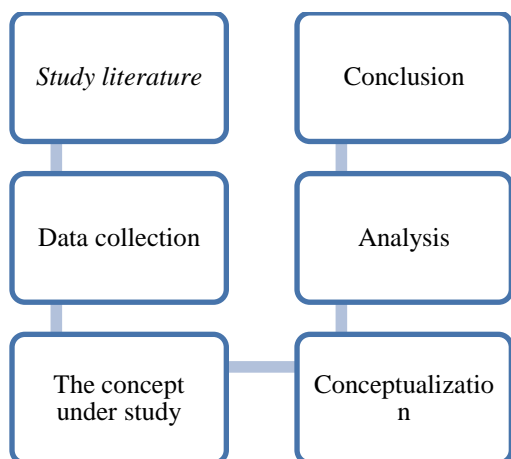 Study literature
Data collection
The concept
under study
Conceptualizatio
n
Analysis
Conclusion